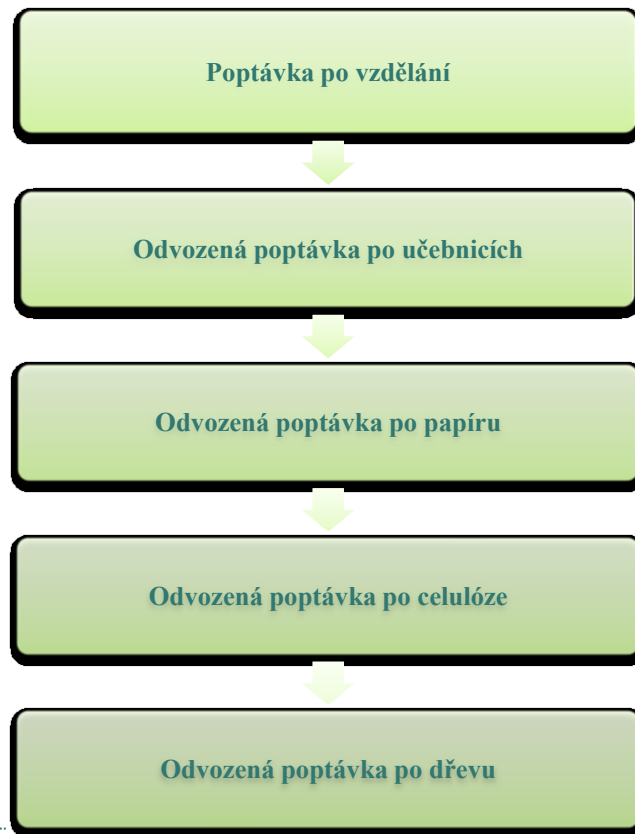 Poptávka po vzdělání
Odvozená poptávka po učebnicích
Odvozená poptávka po papíru
Odvozená poptávka po celulóze
Odvozená poptávka po dřevu